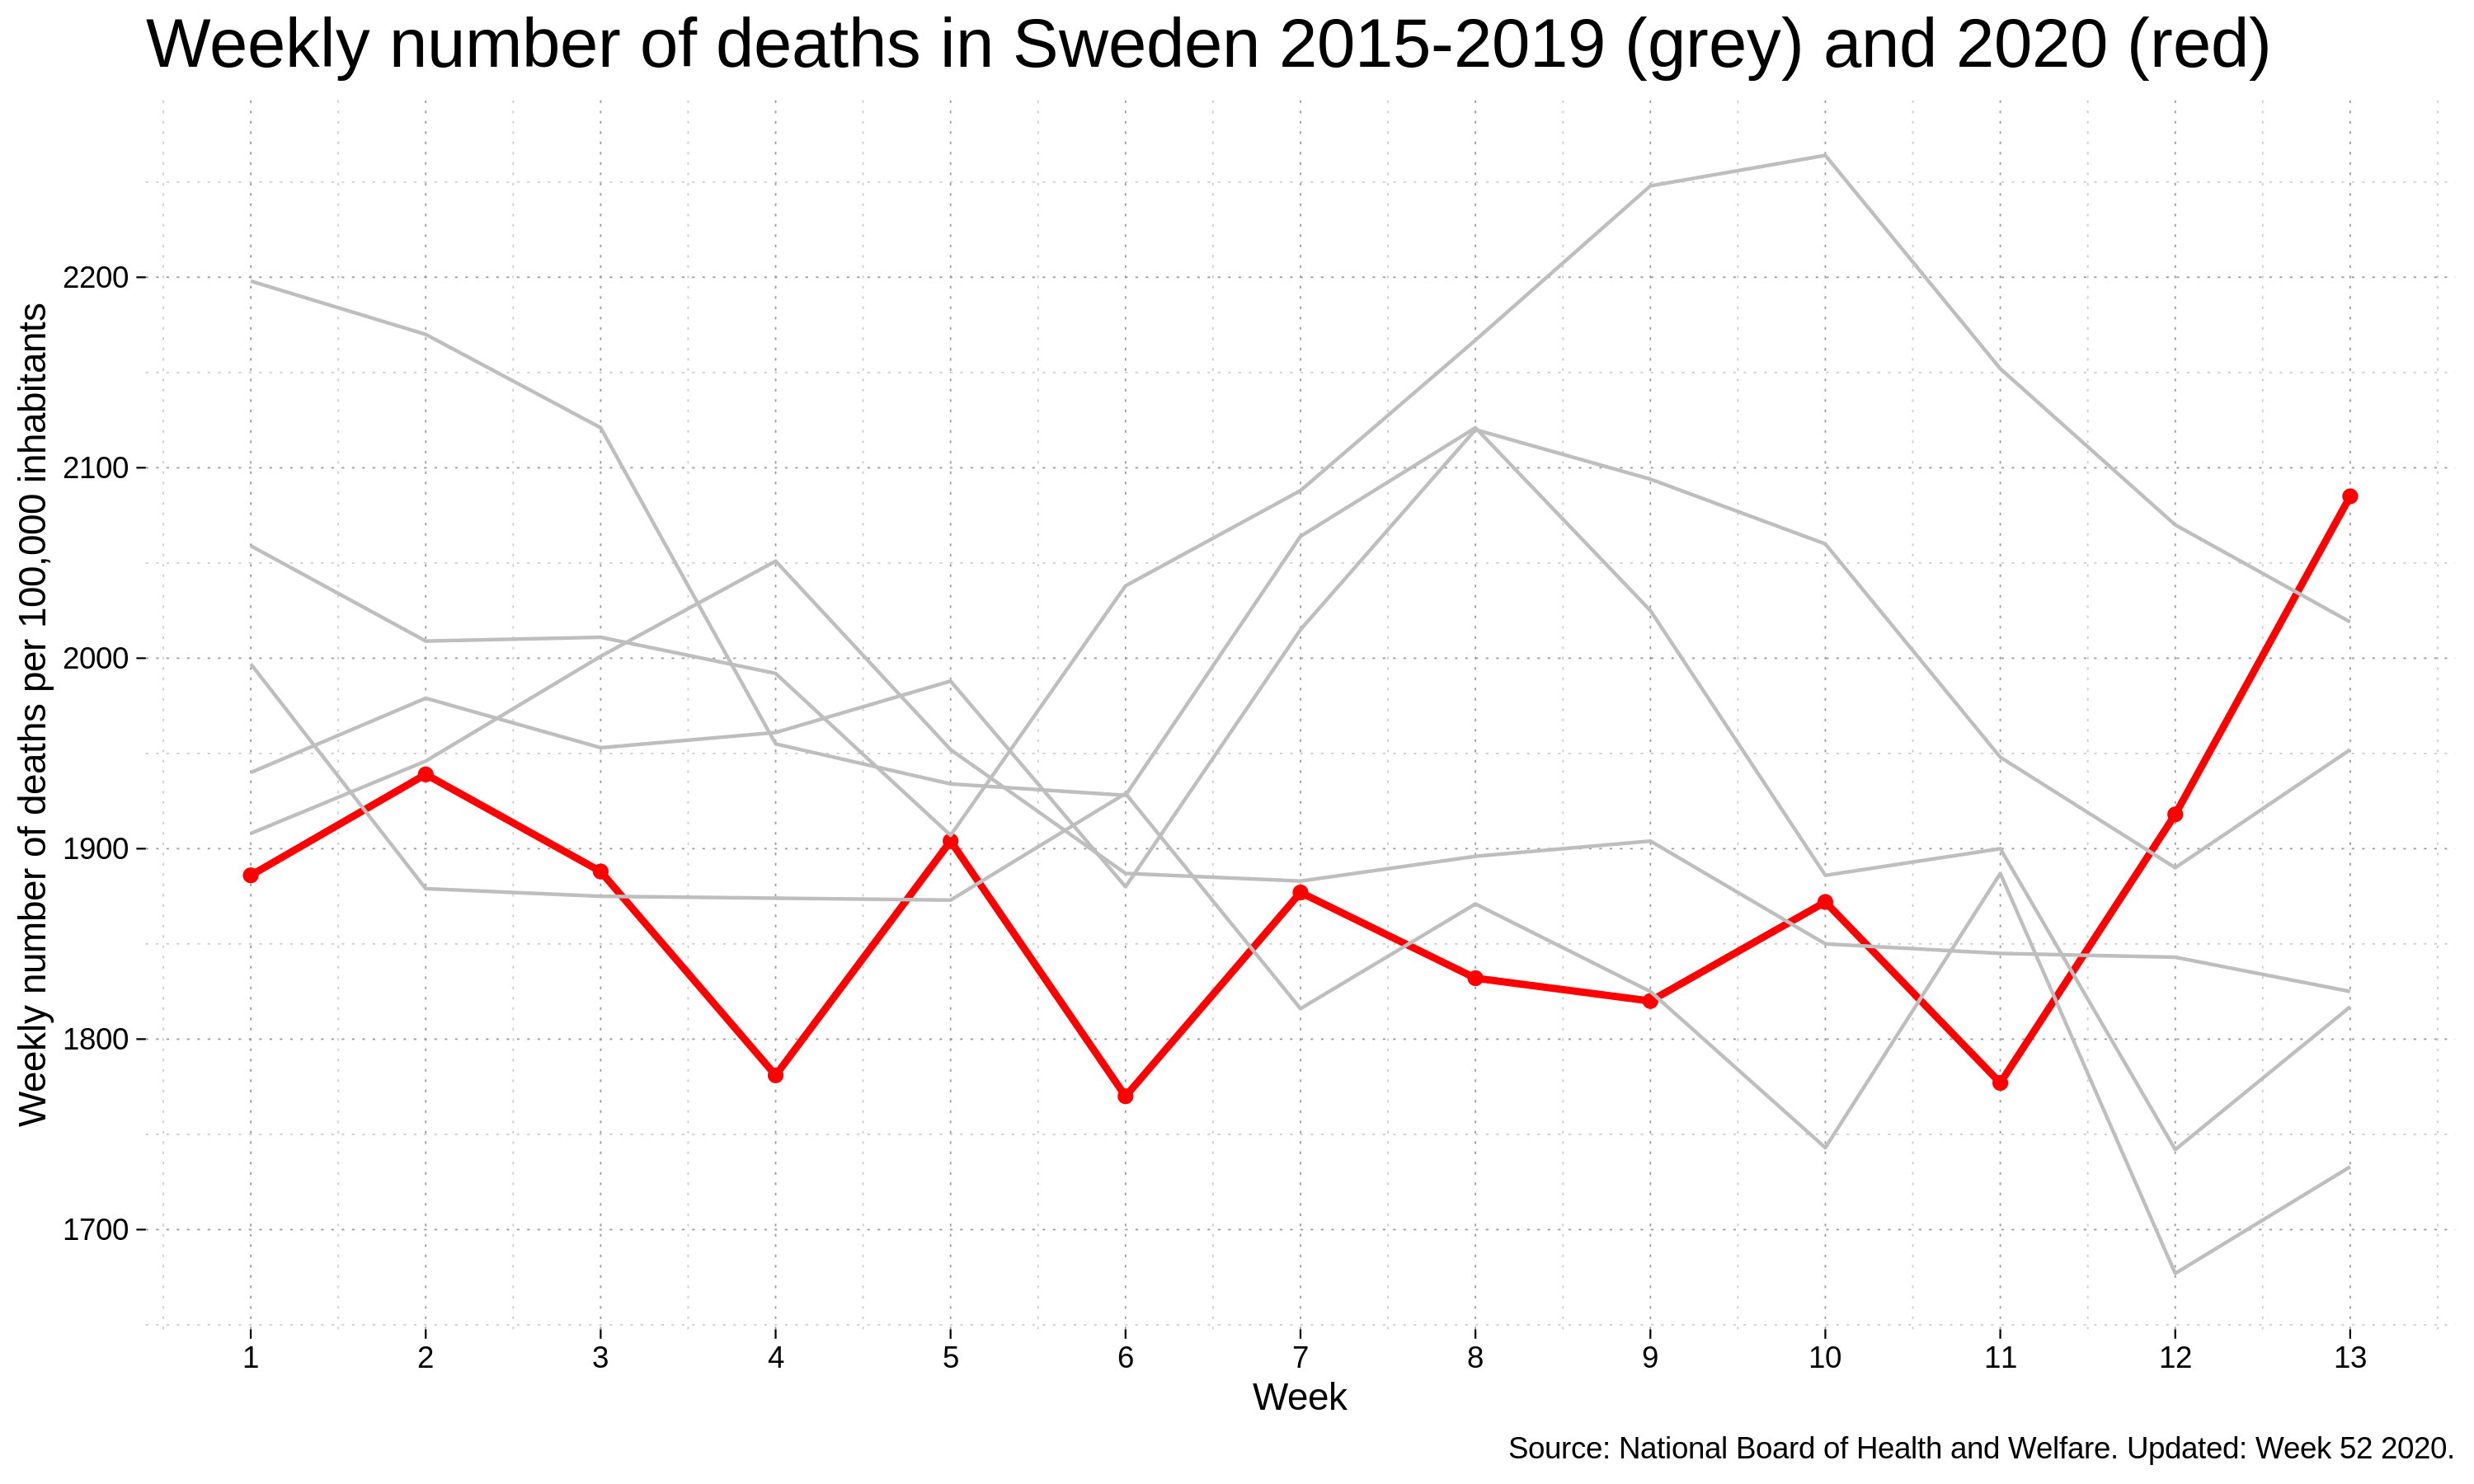 Weekly number of deaths in Sweden 2015-2019 (grey) and 2020 (red)
Weekly number of deaths per 100,000 inhabitants
2200
2100
2000
1900
1800
1700
1 2 3 4 5 6 7 8 9 10 11 12 13
Week
Source: National Board of Health and Welfare. Updated: Week 52 2020.